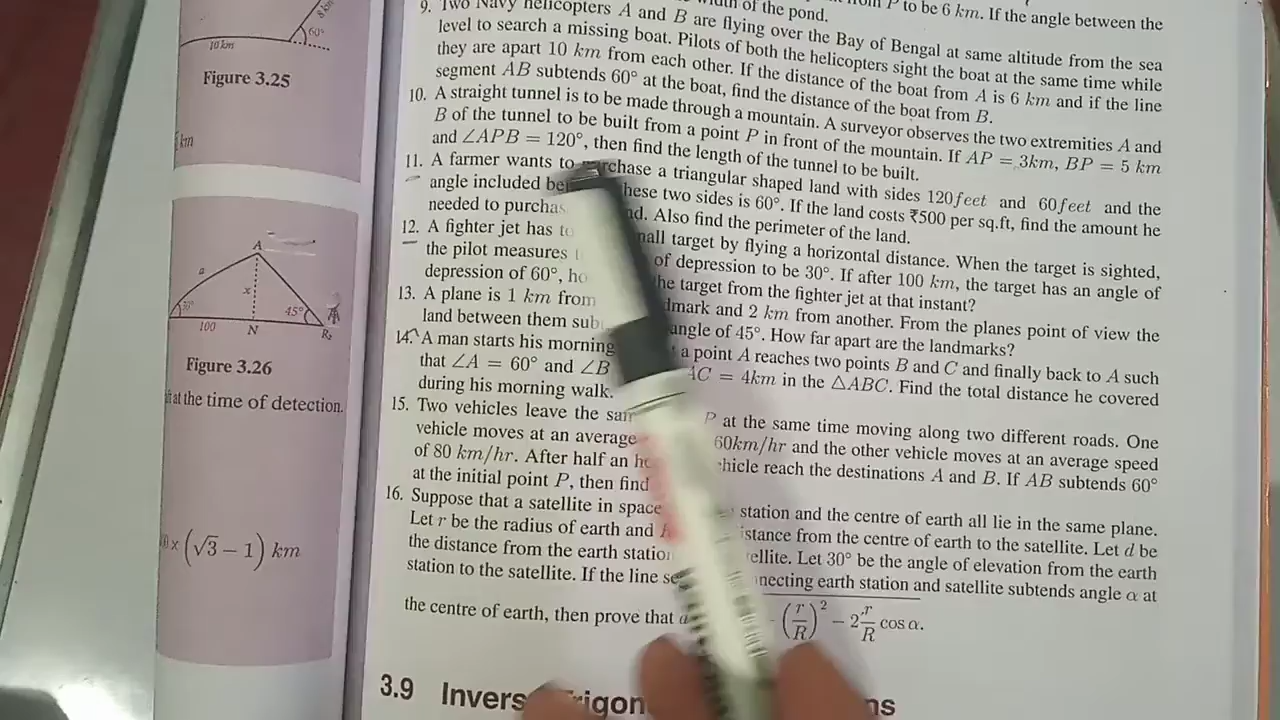 8 km
60°
10 km
Figure 3.25
km
A
a
x
30°
45°
100
N
R₂
Figure 3.26
at the time of detection.
× (√3 − 1) km
P to be 6 km. If the angle between the
width of the pond.
9. Two Navy helicopters A and B are flying over the Bay of Bengal at same altitude from the sea
level to search a missing boat. Pilots of both the helicopters sight the boat at the same time while
they are apart 10 km from each other. If the distance of the boat from A is 6 km and if the line
segment AB subtends 60° at the boat, find the distance of the boat from B.
10. A straight tunnel is to be made through a mountain. A surveyor observes the two extremities A and
B of the tunnel to be built from a point P in front of the mountain. If AP = 3km, BP = 5 km
and ∠APB = 120°, then find the length of the tunnel to be built.
11. A farmer wants to purchase a triangular shaped land with sides 120feet and 60feet and the
angle included these two sides is 60°. If the land costs ₹500 per sq.ft, find the amount he
needed to Also find the perimeter of the land.
12. A fighter jet has target by flying a horizontal distance. When the target is sighted,
the pilot measures of depression to be 30°. If after 100 km, the target has an angle of
depression of 60°, the target from the fighter jet at that instant?
13. A plane is 1 km from and 2 km from another. From the planes point of view the
land between them angle of 45°. How far apart are the landmarks?
14. A man starts his morning a point A reaches two points B and C and finally back to A such
that ∠A = 60° and ∠B AC = 4km in the △ABC. Find the total distance he covered
during his morning walk.
15. Two vehicles leave the P at the same time moving along two different roads. One
vehicle moves at an average 60km/hr and the other vehicle moves at an average speed
of 80 km/hr. After half an reach the destinations A and B. If AB subtends 60°
at the initial point P, then find
16. Suppose that a satellite in space station and the centre of earth all lie in the same plane.
Let r be the radius of earth and distance from the centre of earth to the satellite. Let d be
the distance from the earth Let 30° be the angle of elevation from the earth
station to the satellite. If the line earth station and satellite subtends angle α at
the centre of earth, then prove that (r/R)² − 2 r/R cos α.
3.9